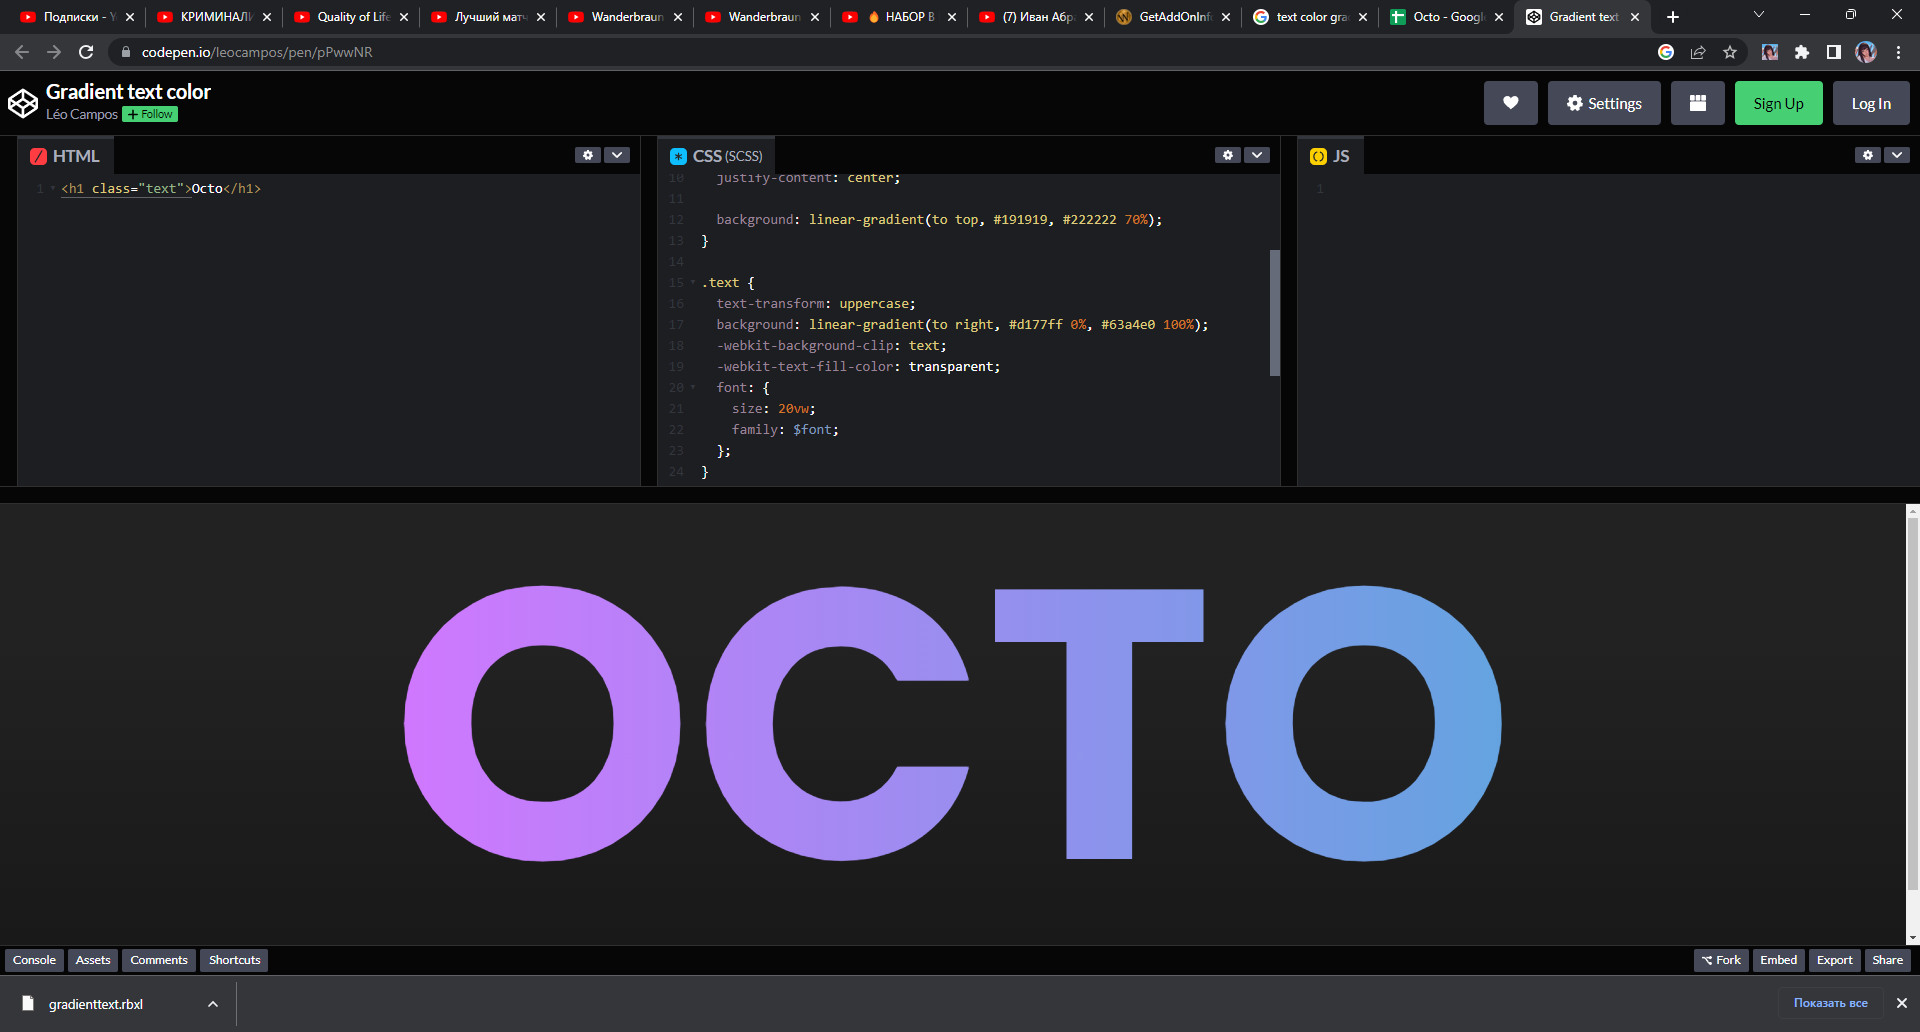 Подписки - Y
КРИМИНАЛИ
Quality of Life
Лучший матч
Wanderbraun
Wanderbraun
НАБОР В
(7) Иван Абра
GetAddOnInfo
text color gra
Octo - Google
Gradient text
codepen.io/leocampos/pen/pPwwNR
Gradient text color
Léo Campos + Follow
Settings
Sign Up
Log In
HTML
1 <h1 class="text">Octo</h1>
CSS (SCSS)
10 justify-content: center;
11
12 background: linear-gradient(to top, #191919, #222222 70%);
13 }
14
15 .text {
16 text-transform: uppercase;
17 background: linear-gradient(to right, #d177ff 0%, #63a4e0 100%);
18 -webkit-background-clip: text;
19 -webkit-text-fill-color: transparent;
20 font: {
21 size: 20vw;
22 family: $font;
23 };
24 }
JS
1
OCTO
Console
Assets
Comments
Shortcuts
Fork
Embed
Export
Share
gradienttext.rbxl
Показать все